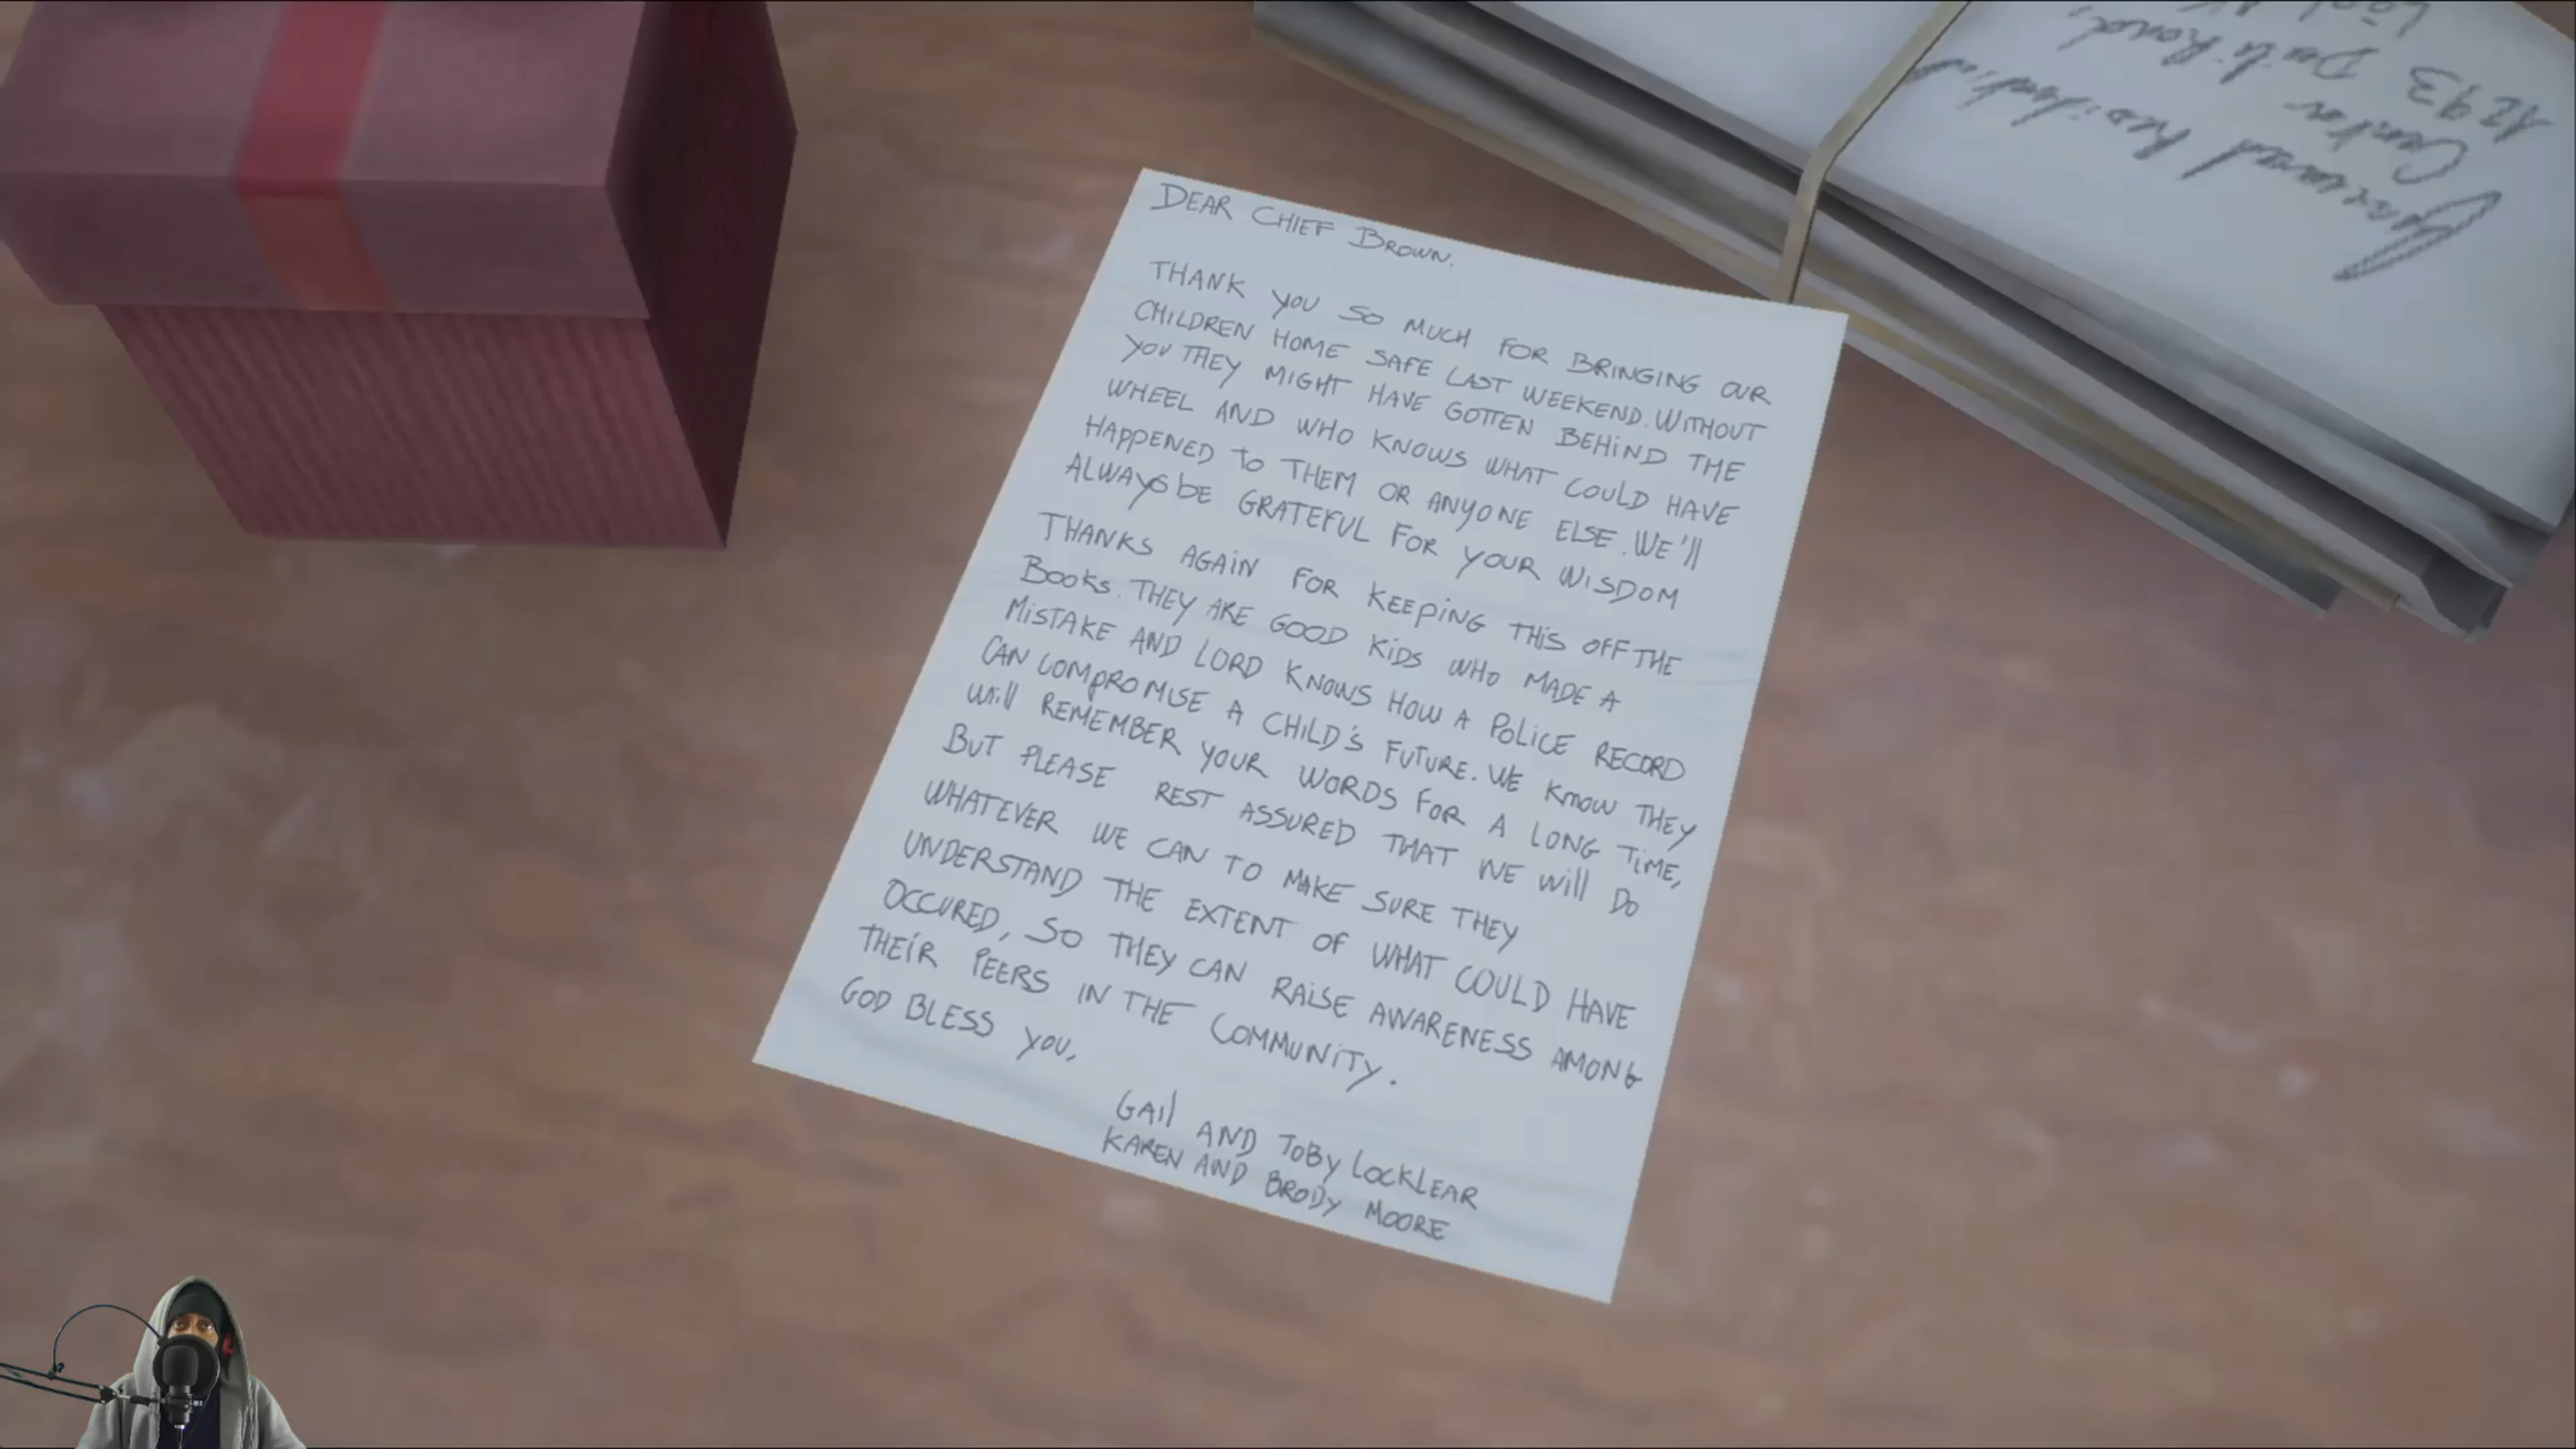 DEAR CHIEF BROWN.
THANK YOU SO MUCH FOR BRINGING OUR
CHILDREN HOME SAFE LAST WEEKEND. WITHOUT
YOU THEY MIGHT HAVE GOTTEN BEHIND THE
WHEEL AND WHO KNOWS WHAT COULD HAVE
HAPPENED TO THEM OR ANYONE ELSE. WE'll
ALWAYS bE GRATEFUL FOR YOUR WISDOM
THANKS AGAIN FOR KEEPING THIS OFF THE
BOOKS. THEY ARE GOOD KIDS WHO MADE A
MISTAKE AND LORD KNOWS HOW A POLICE RECORD
CAN COMPROMISE A CHILD'S FUTURE. WE KNOW THEY
Will REMEMBER YOUR WORDS FOR A LONG TIME,
BUT PLEASE REST ASSURED THAT WE Will DO
WHATEVER WE CAN TO MAKE SURE THEY
UNDERSTAND THE EXTENT OF WHAT COULD HAVE
OCCURED, SO THEY CAN RAISE AWARENESS AMONG
THEIR PEERS IN THE COMMUNITY.
GOD BLESS YOU,
GAIl AND TOBY LOCKLEAR
KAREN AND BRODY MOORE
Center